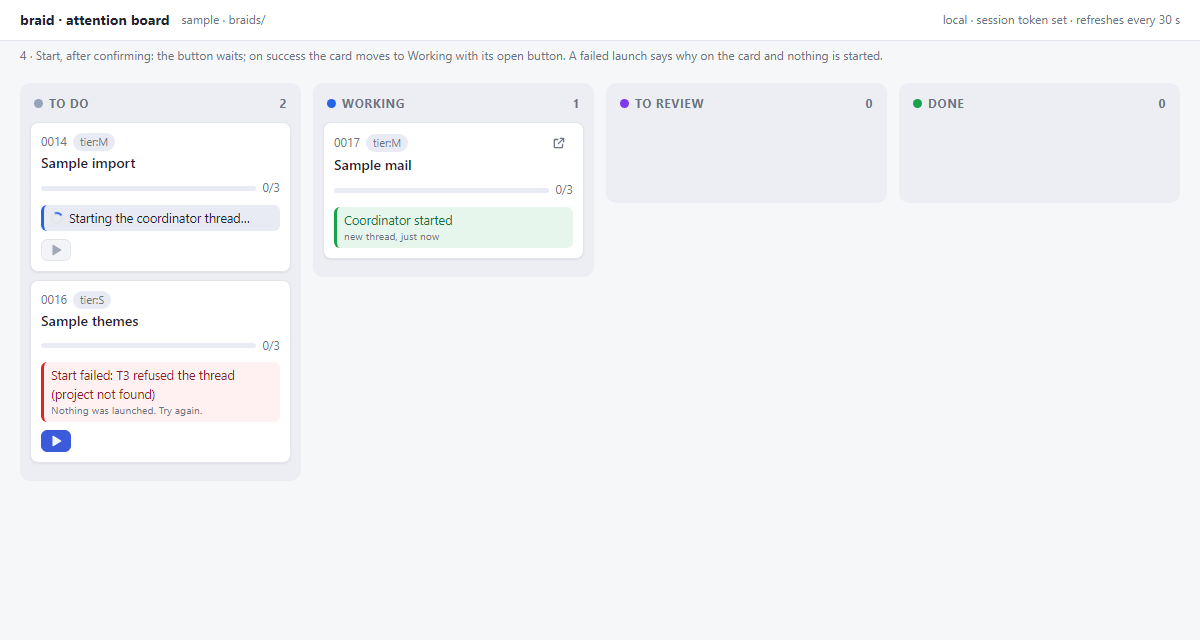 braid · attention board sample · braids/ local · session token set · refreshes every 30 s
4 · Start, after confirming: the button waits; on success the card moves to Working with its open button. A failed launch says why on the card and nothing is started.
TO DO 2
0014 tier:M
Sample import
0/3
Starting the coordinator thread...
0016 tier:S
Sample themes
0/3
Start failed: T3 refused the thread
(project not found)
Nothing was launched. Try again.
WORKING 1
0017 tier:M
Sample mail
0/3
Coordinator started
new thread, just now
TO REVIEW 0
DONE 0